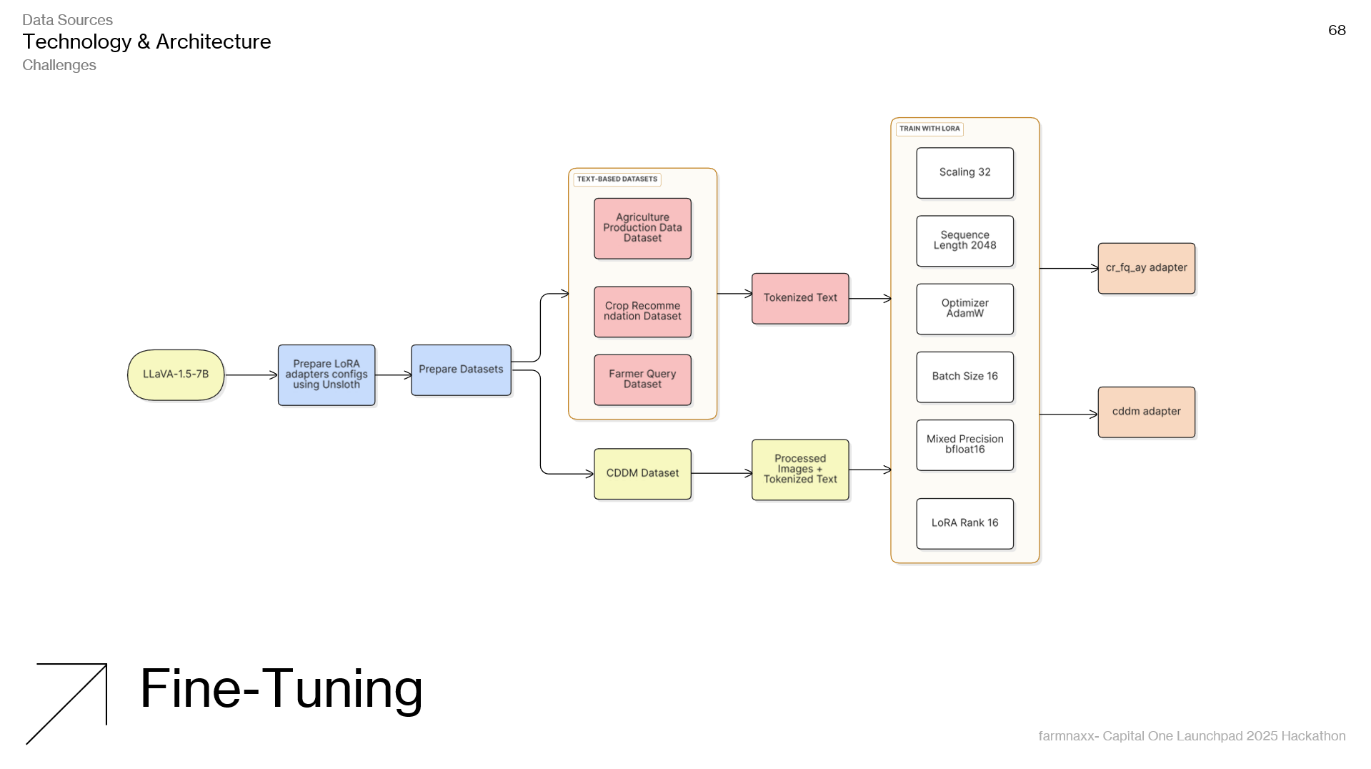 Data Sources
Technology & Architecture
Challenges
68
LLaVA-1.5-7B
Prepare LoRA
adapters configs
using Unsloth
Prepare Datasets
TEXT-BASED DATASETS
Agriculture
Production Data
Dataset
Crop Recomme
ndation Dataset
Farmer Query
Dataset
CDDM Dataset
Tokenized Text
Processed
Images +
Tokenized Text
TRAIN WITH LORA
Scaling 32
Sequence
Length 2048
Optimizer
AdamW
Batch Size 16
Mixed Precision
bfloat16
LoRA Rank 16
cr_fq_ay adapter
cddm adapter
Fine-Tuning
farmnaxx- Capital One Launchpad 2025 Hackathon